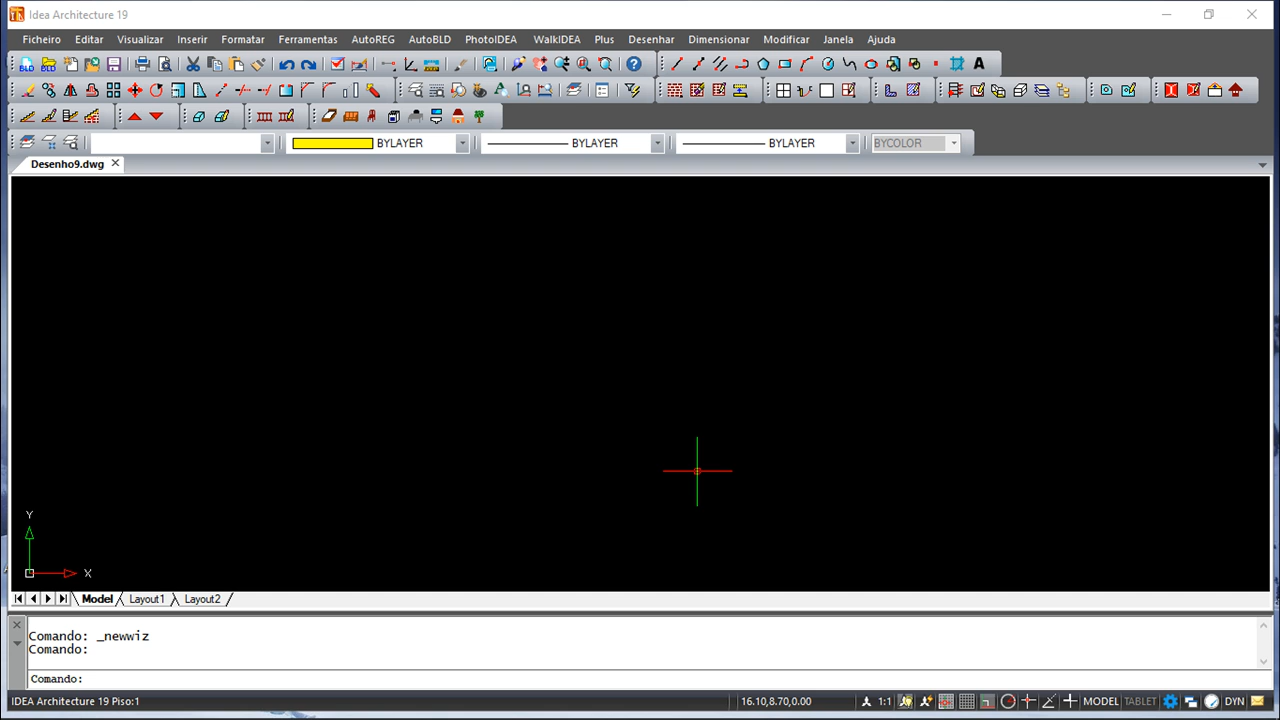 Idea Architecture 19
Ficheiro Editar Visualizar Inserir Formatar Ferramentas AutoREG AutoBLD PhotoIDEA WalkIDEA Plus Desenhar Dimensionar Modificar Janela Ajuda
BLD BLD
A
BYLAYER BYLAYER BYLAYER BYCOLOR
Desenho9.dwg
Y
X
Model Layout1 Layout2
Comando: _newwiz
Comando:
Comando:
IDEA Architecture 19 Piso:1 16.10,8.70,0.00 1:1 MODEL TABLET DYN